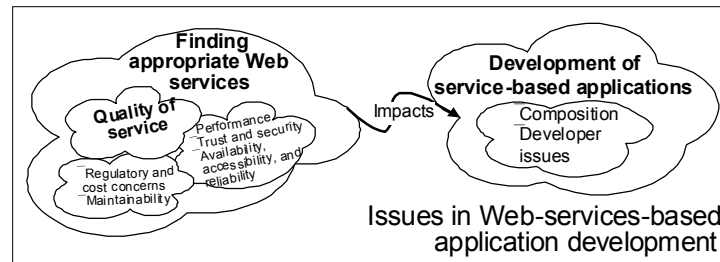 Finding
appropriate Web
services
Quality of
service
Performance
Trust and security
Availability,
accessibility, and
reliability
Regulatory and
cost concerns
Maintainability
Impacts
Development of
service-based applications
Composition
Developer
issues
Issues in Web-services-based
application development